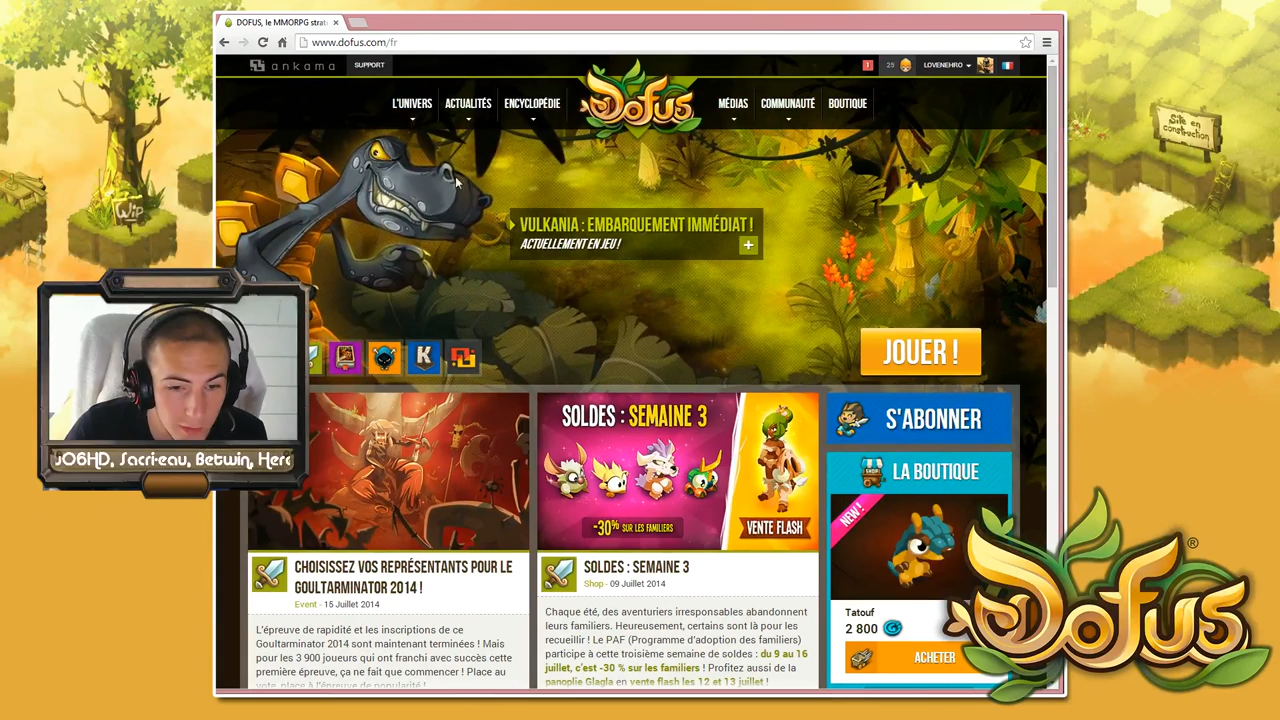 DOFUS, le MMORPG strat
www.dofus.com/fr
ankama
SUPPORT
1
25
LOVENEHRO
L'UNIVERS
ACTUALITÉS
ENCYCLOPÉDIE
DOFUS
MÉDIAS
COMMUNAUTÉ
BOUTIQUE
Site en
construction
WIP
VULKANIA : EMBARQUEMENT IMMÉDIAT !
ACTUELLEMENT EN JEU !
+
K
JOUER !
SOLDES : SEMAINE 3
-30% SUR LES FAMILIERS
VENTE FLASH
S'ABONNER
SHOP!
LA BOUTIQUE
NEW !
JO6HD, Sacri-eau, Betwin, Her
CHOISISSEZ VOS REPRÉSENTANTS POUR LE
GOULTARMINATOR 2014 !
Event - 15 Juillet 2014
L'épreuve de rapidité et les inscriptions de ce
Goultarminator 2014 sont maintenant terminées ! Mais
pour les 3 900 joueurs qui ont franchi avec succès cette
première épreuve, ça ne fait que commencer ! Place au
vote, place à l'épreuve de popularité !
SOLDES : SEMAINE 3
Shop - 09 Juillet 2014
Chaque été, des aventuriers irresponsables abandonnent
leurs familiers. Heureusement, certains sont là pour les
recueillir ! Le PAF (Programme d'adoption des familiers)
participe à cette troisième semaine de soldes : du 9 au 16
juillet, c'est -30 % sur les familiers ! Profitez aussi de la
panoplie Glagla en vente flash les 12 et 13 juillet !
Tatouf
2 800
ACHETER
DOFUS ®